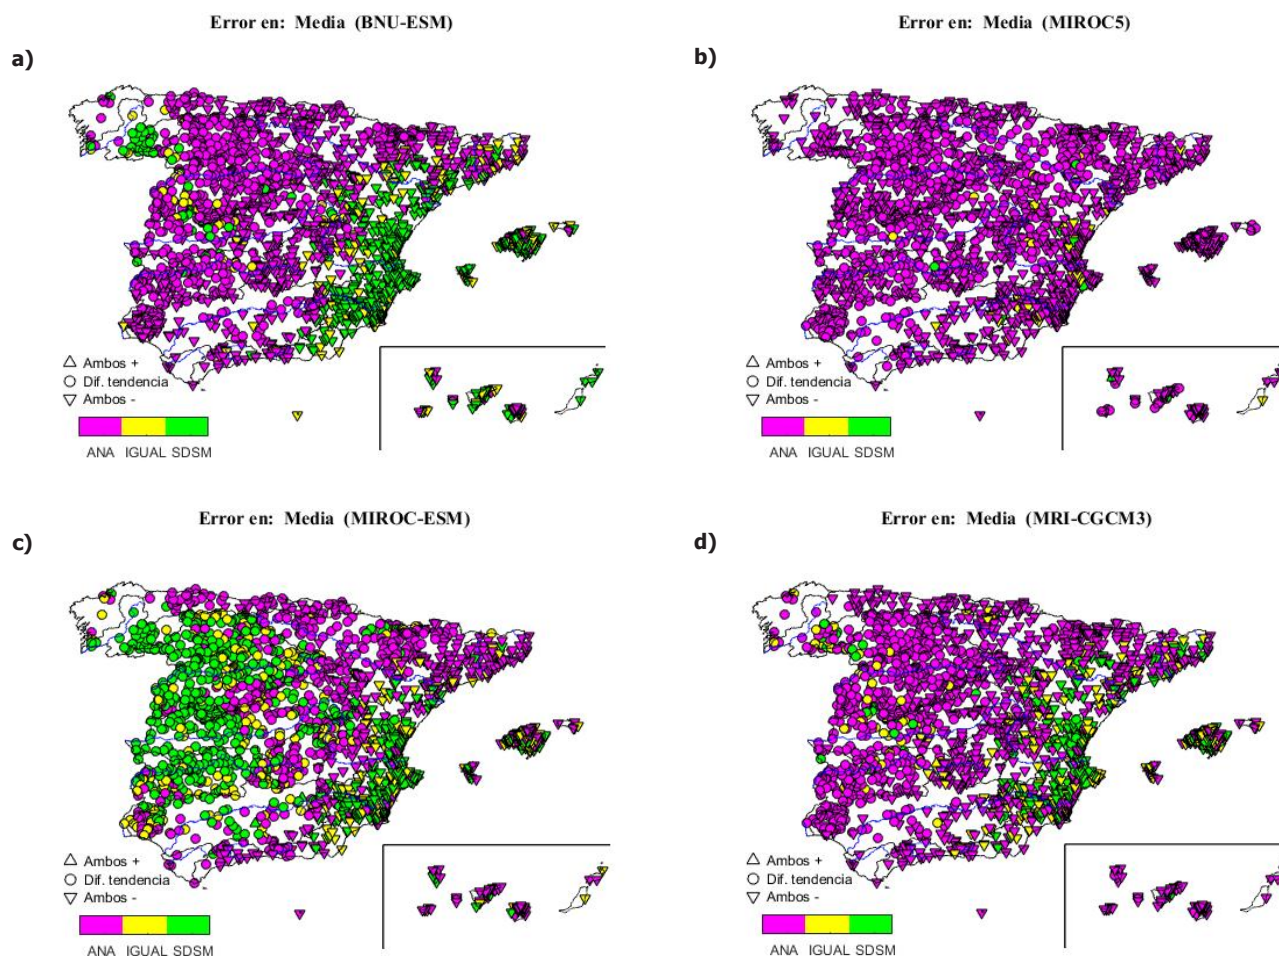 Error en: Media (BNU-ESM)
a)
Ambos +
Dif. tendencia
Ambos -
ANA IGUAL SDSM
Error en: Media (MIROC5)
b)
Ambos +
Dif. tendencia
Ambos -
ANA IGUAL SDSM
Error en: Media (MIROC-ESM)
c)
Ambos +
Dif. tendencia
Ambos -
ANA IGUAL SDSM
Error en: Media (MRI-CGCM3)
d)
Ambos +
Dif. tendencia
Ambos -
ANA IGUAL SDSM